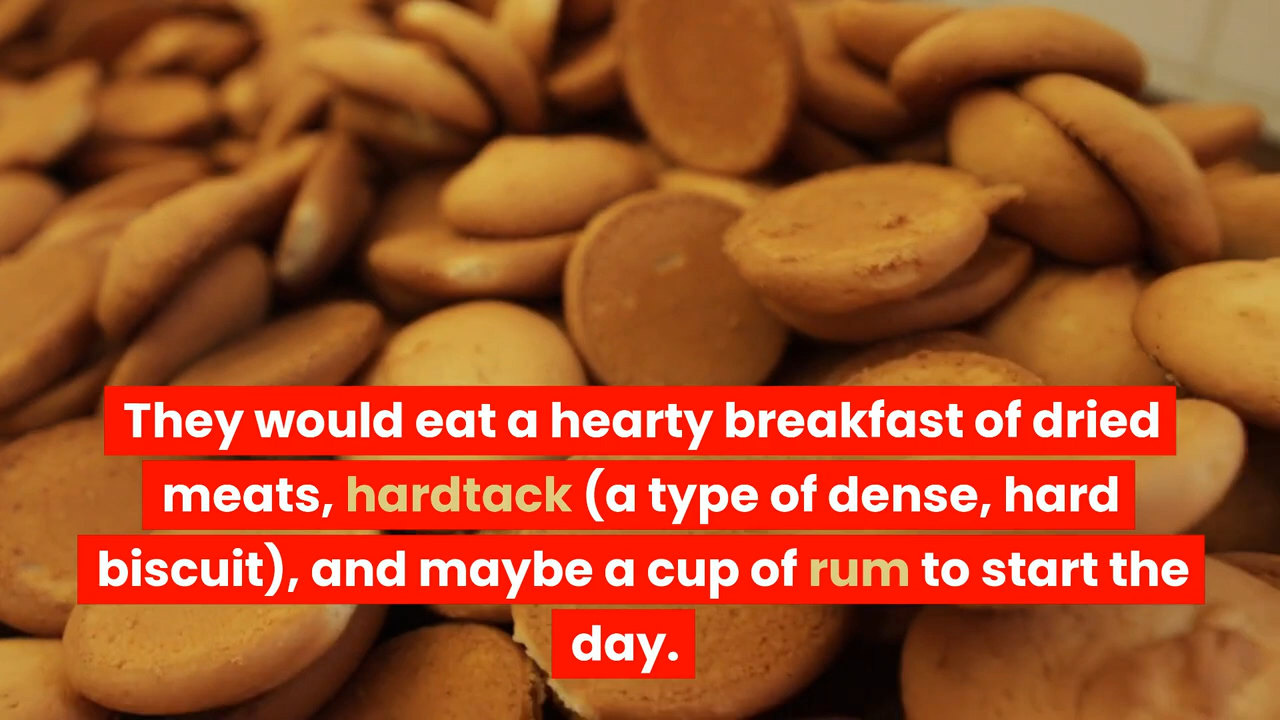 They would eat a hearty breakfast of dried
meats, hardtack (a type of dense, hard
biscuit), and maybe a cup of rum to start the
day.